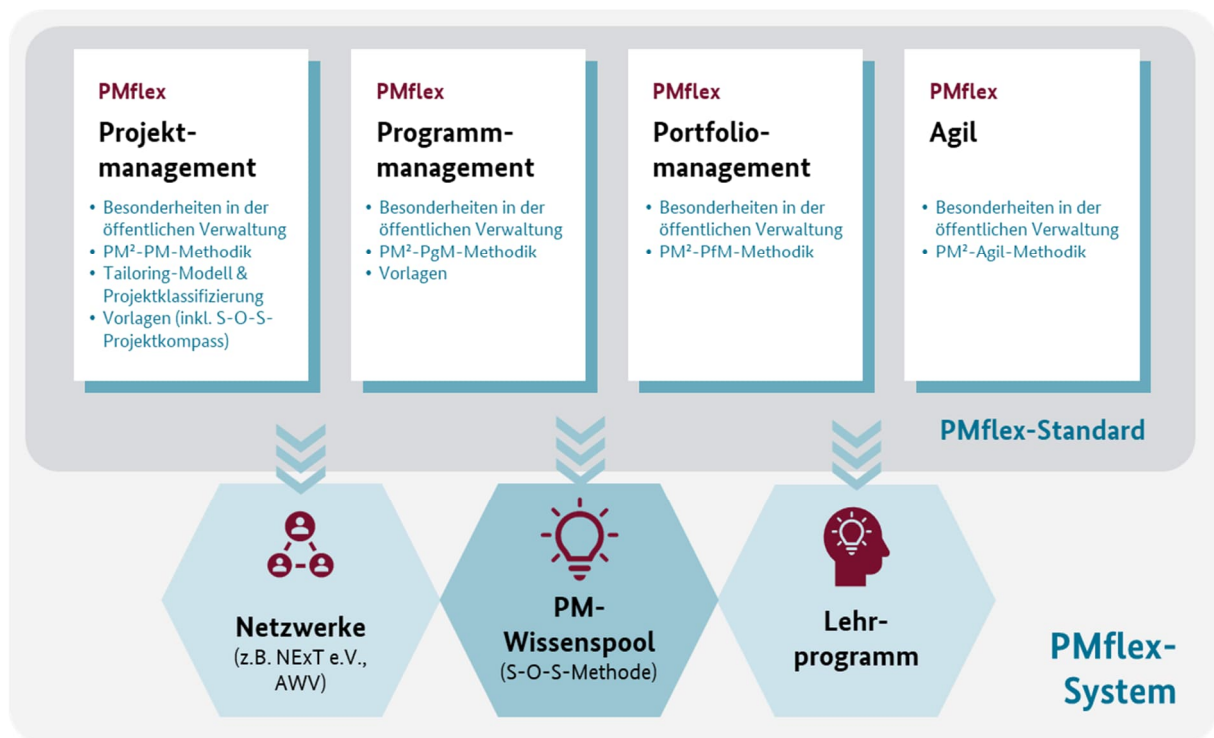 PMflex
Projekt-
management
• Besonderheiten in der
öffentlichen Verwaltung
• PM²-PM-Methodik
• Tailoring-Modell &
Projektklassifizierung
• Vorlagen (inkl. S-O-S-
Projektkompass)
PMflex
Programm-
management
• Besonderheiten in der
öffentlichen Verwaltung
• PM²-PgM-Methodik
• Vorlagen
PMflex
Portfolio-
management
• Besonderheiten in der
öffentlichen Verwaltung
• PM²-PfM-Methodik
PMflex
Agil
• Besonderheiten in der
öffentlichen Verwaltung
• PM²-Agil-Methodik
PMflex-Standard
Netzwerke
(z.B. NExT e.V.,
AWV)
PM-
Wissenspool
(S-O-S-Methode)
Lehr-
programm
PMflex-
System